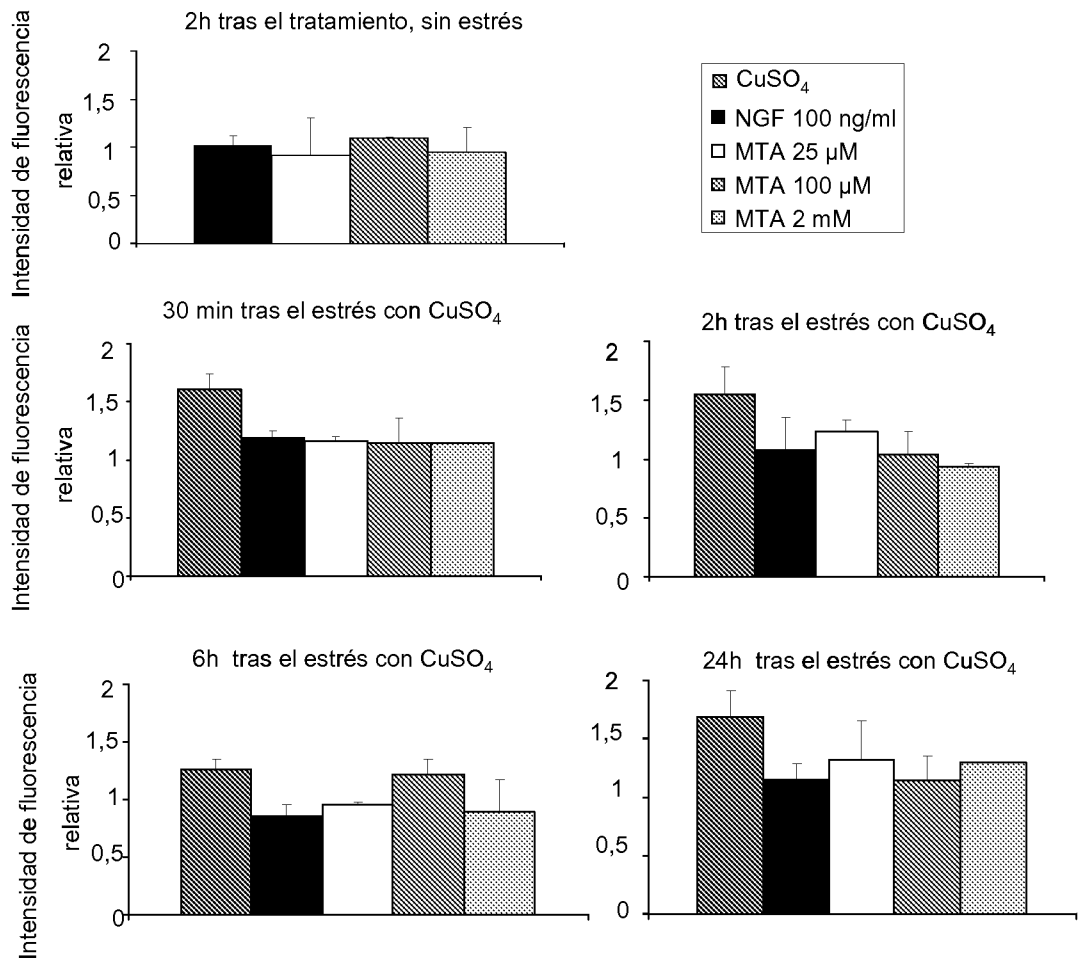 2h tras el tratamiento, sin estrés
Intensidad de fluorescencia
relativa
2
1,5
1
0,5
0
CuSO4
NGF 100 ng/ml
MTA 25 µM
MTA 100 µM
MTA 2 mM
30 min tras el estrés con CuSO4
Intensidad de fluorescencia
relativa
2
1,5
1
0,5
0
2h tras el estrés con CuSO4
2
1,5
1
0,5
0
6h tras el estrés con CuSO4
Intensidad de fluorescencia
relativa
2
1,5
1
0,5
0
24h tras el estrés con CuSO4
2
1,5
1
0,5
0